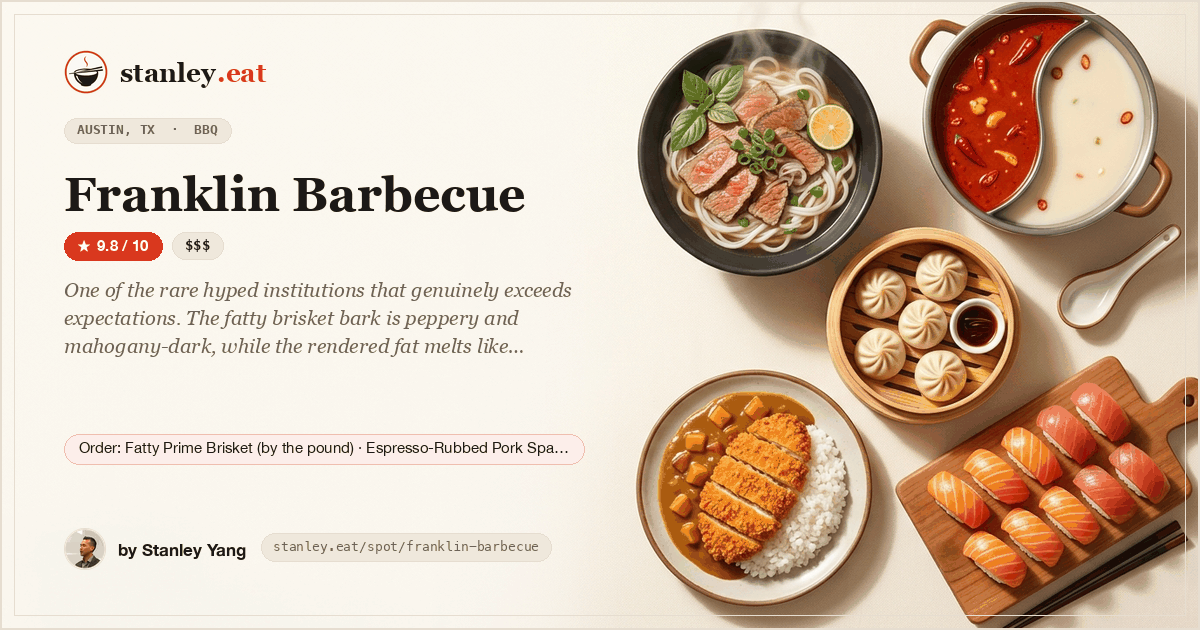 stanley.eat
AUSTIN, TX · BBQ
Franklin Barbecue
★ 9.8 / 10 $$$
One of the rare hyped institutions that genuinely exceeds
expectations. The fatty brisket bark is peppery and
mahogany-dark, while the rendered fat melts like…
Order: Fatty Prime Brisket (by the pound) · Espresso-Rubbed Pork Spa…
by Stanley Yang stanley.eat/spot/franklin-barbecue